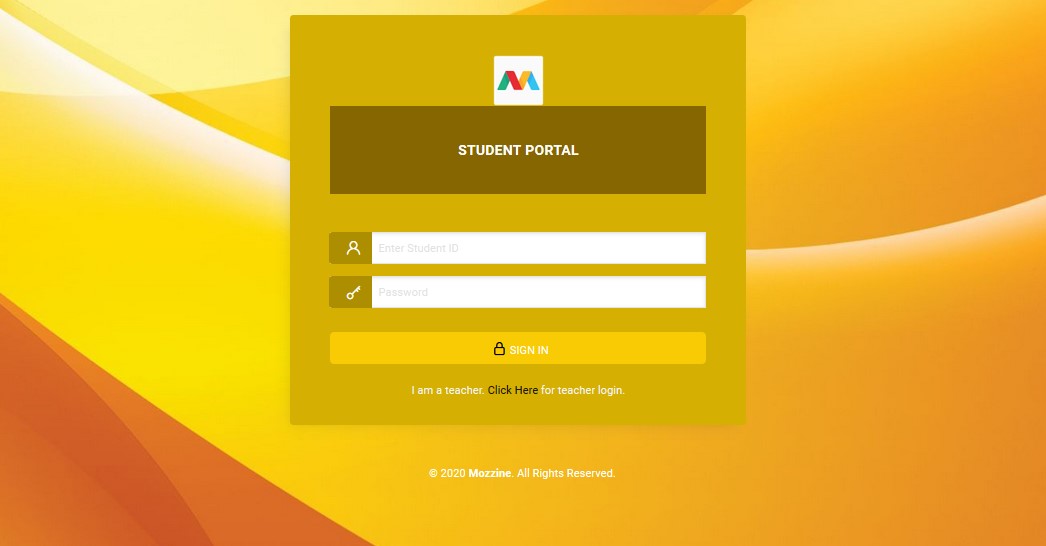 STUDENT PORTAL
Enter Student ID
Password
SIGN IN
I am a teacher. Click Here for teacher login.
© 2020 Mozzine. All Rights Reserved.